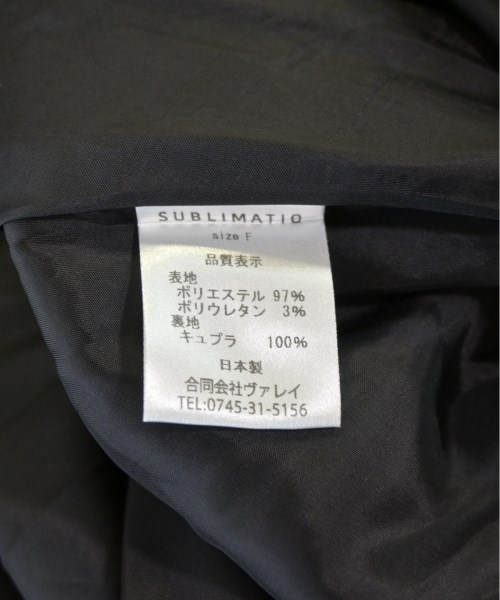 SUBLIMATIO
size F
品質表示
表地
ポリエステル 97%
ポリウレタン 3%
裏地
キュプラ 100%
日本製
合同会社ヴァレイ
TEL:0745-31-5156